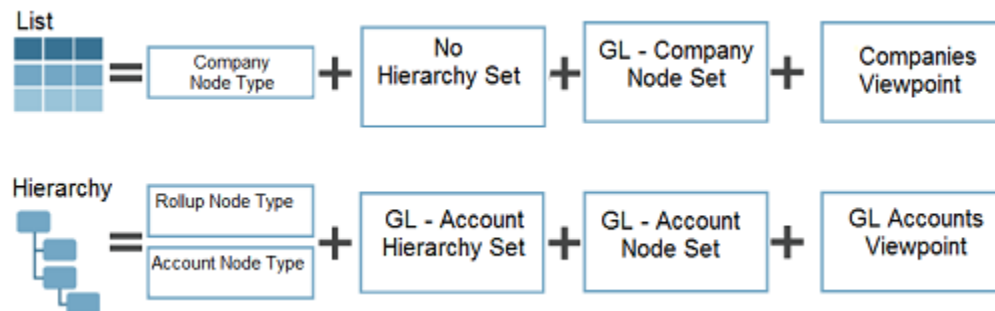 List
Company
Node Type
No
Hierarchy Set
GL - Company
Node Set
Companies
Viewpoint
Hierarchy
Rollup Node Type
Account Node Type
GL - Account
Hierarchy Set
GL - Account
Node Set
GL Accounts
Viewpoint